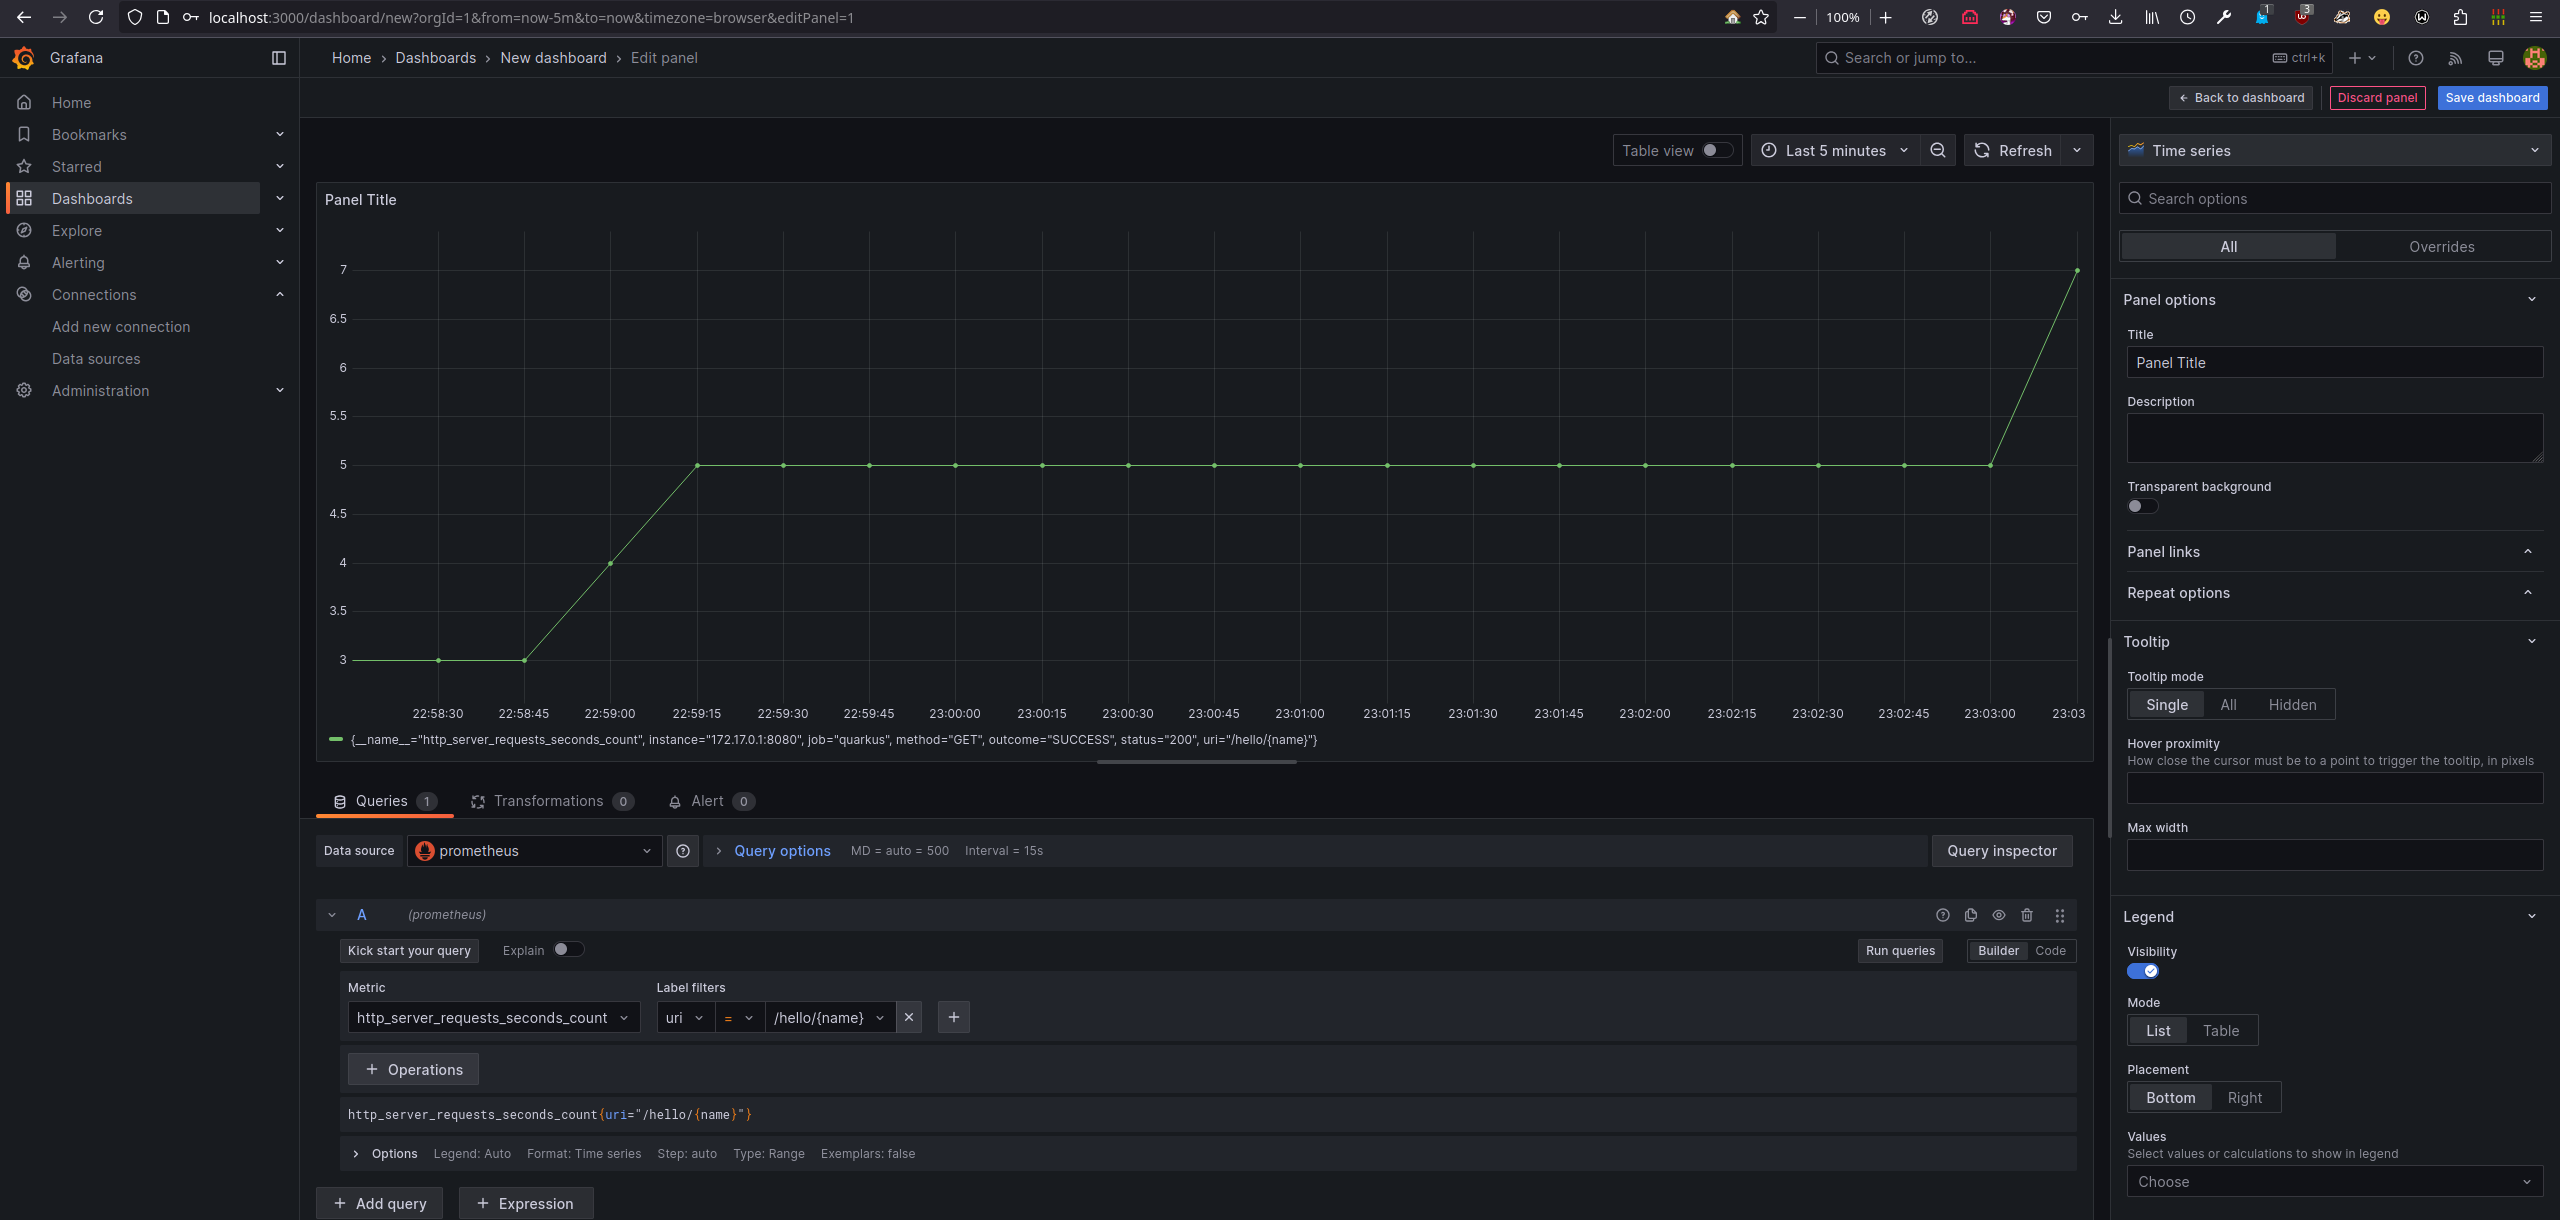 localhost:3000/dashboard/new?orgId=1&from=now-5m&to=now&timezone=browser&editPanel=1
100%
1
3
Grafana
Home › Dashboards › New dashboard › Edit panel
Search or jump to...
ctrl+k
Home
Bookmarks
Starred
Dashboards
Explore
Alerting
Connections
Add new connection
Data sources
Administration
Back to dashboard
Discard panel
Save dashboard
Table view
Last 5 minutes
Refresh
Panel Title
7
6.5
6
5.5
5
4.5
4
3.5
3
22:58:30 22:58:45 22:59:00 22:59:15 22:59:30 22:59:45 23:00:00 23:00:15 23:00:30 23:00:45 23:01:00 23:01:15 23:01:30 23:01:45 23:02:00 23:02:15 23:02:30 23:02:45 23:03:00 23:03
{__name__="http_server_requests_seconds_count", instance="172.17.0.1:8080", job="quarkus", method="GET", outcome="SUCCESS", status="200", uri="/hello/{name}"}
Queries 1
Transformations 0
Alert 0
Data source
prometheus
Query options
MD = auto = 500
Interval = 15s
Query inspector
A
(prometheus)
Kick start your query
Explain
Run queries
Builder
Code
Metric
Label filters
http_server_requests_seconds_count
uri
=
/hello/{name}
Operations
http_server_requests_seconds_count{uri="/hello/{name}"}
Options
Legend: Auto
Format: Time series
Step: auto
Type: Range
Exemplars: false
Add query
Expression
Time series
Search options
All
Overrides
Panel options
Title
Panel Title
Description
Transparent background
Panel links
Repeat options
Tooltip
Tooltip mode
Single
All
Hidden
Hover proximity
How close the cursor must be to a point to trigger the tooltip, in pixels
Max width
Legend
Visibility
Mode
List
Table
Placement
Bottom
Right
Values
Select values or calculations to show in legend
Choose